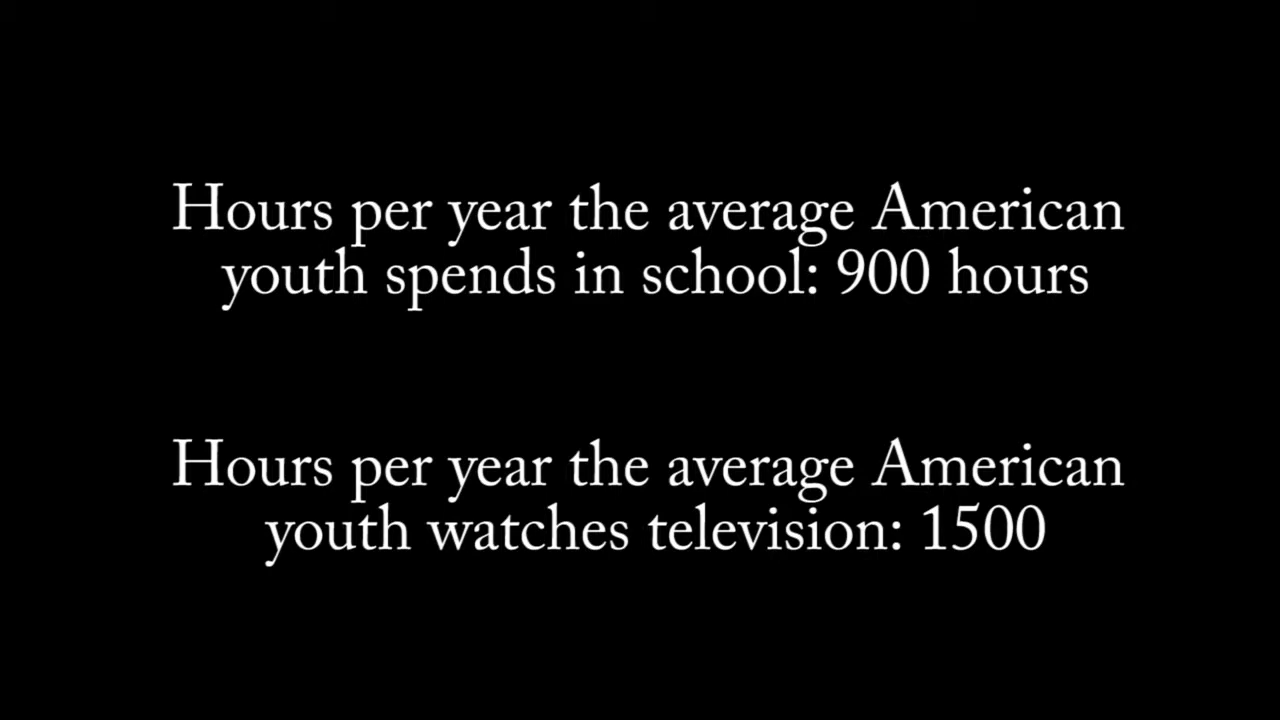 Hours per year the average American
youth spends in school: 900 hours
Hours per year the average American
youth watches television: 1500